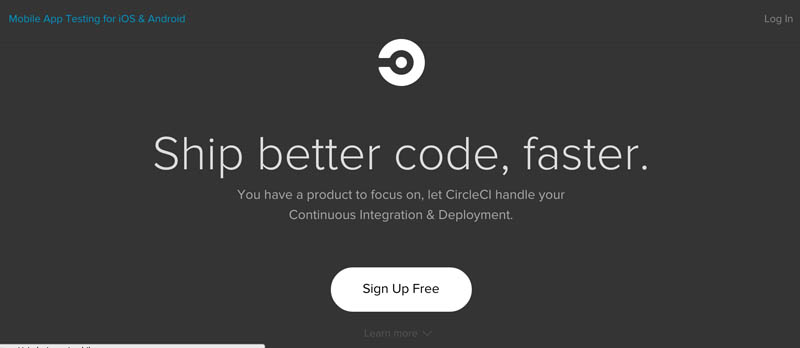 Mobile App Testing for iOS & Android
Log In
Ship better code, faster.
You have a product to focus on, let CircleCI handle your
Continuous Integration & Deployment.
Sign Up Free
Learn more